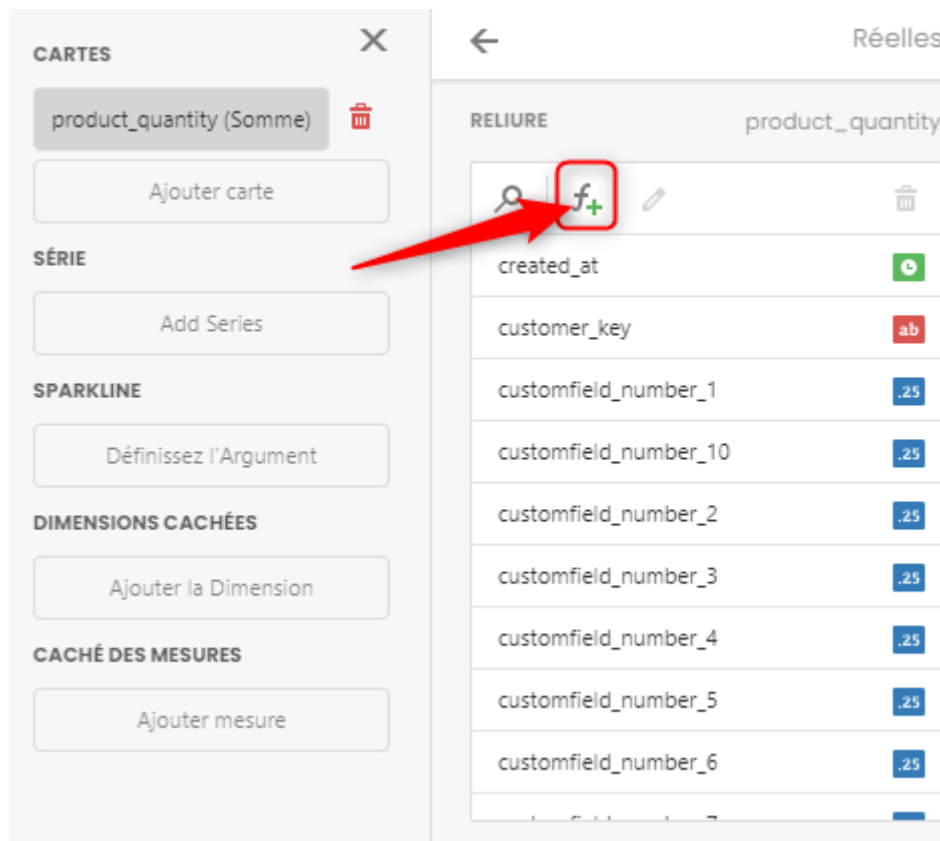 CARTES
product_quantity (Somme)
Ajouter carte
SÉRIE
Add Series
SPARKLINE
Définissez l'Argument
DIMENSIONS CACHÉES
Ajouter la Dimension
CACHÉ DES MESURES
Ajouter mesure
Réelles
RELIURE
product_quantity
f+
created_at
customer_key
ab
customfield_number_1
.25
customfield_number_10
.25
customfield_number_2
.25
customfield_number_3
.25
customfield_number_4
.25
customfield_number_5
.25
customfield_number_6
.25